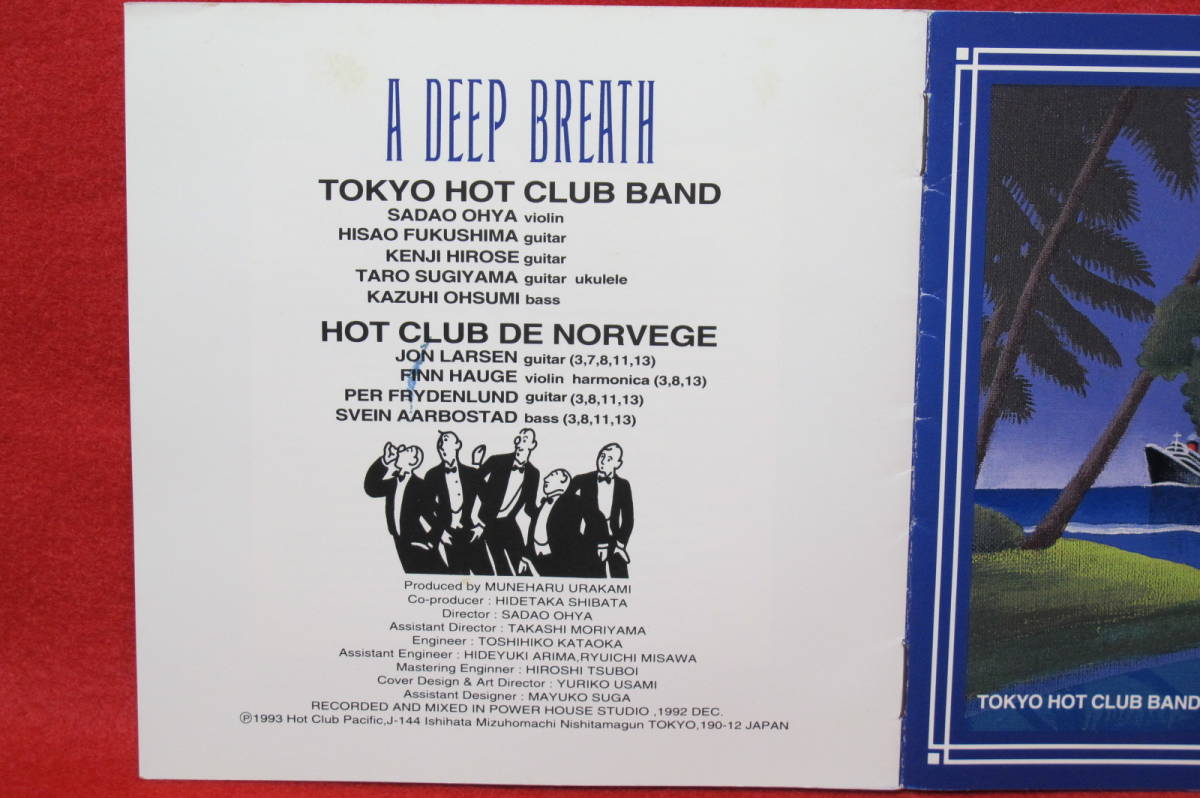 A DEEP BREATH
TOKYO HOT CLUB BAND
SADAO OHYA violin
HISAO FUKUSHIMA guitar
KENJI HIROSE guitar
TARO SUGIYAMA guitar ukulele
KAZUHI OHSUMI bass
HOT CLUB DE NORVEGE
JON LARSEN guitar (3,7,8,11,13)
FINN HAUGE violin harmonica (3,8,13)
PER FRYDENLUND guitar (3,8,11,13)
SVEIN AARBOSTAD bass (3,8,11,13)
Produced by MUNEHARU URAKAMI
Co-producer : HIDETAKA SHIBATA
Director : SADAO OHYA
Assistant Director : TAKASHI MORIYAMA
Engineer : TOSHIHIKO KATAOKA
Assistant Engineer : HIDEYUKI ARIMA,RYUICHI MISAWA
Mastering Enginner : HIROSHI TSUBOI
Cover Design & Art Director : YURIKO USAMI
Assistant Designer : MAYUKO SUGA
RECORDED AND MIXED IN POWER HOUSE STUDIO ,1992 DEC.
℗1993 Hot Club Pacific,J-144 Ishihata Mizuhomachi Nishitamagun TOKYO,190-12 JAPAN
TOKYO HOT CLUB BAND